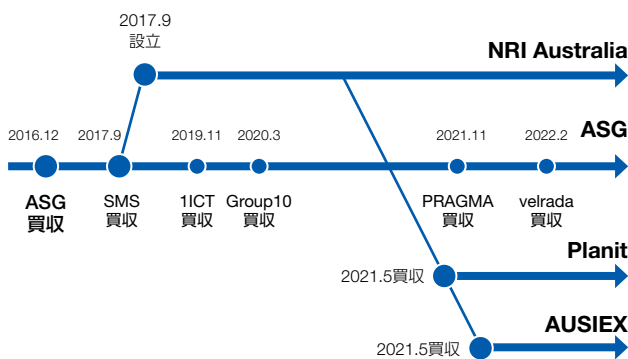 2017.9
設立
NRI Australia
2016.12
2017.9
2019.11
2020.3
2021.11
2022.2
ASG
ASG
買収
SMS
買収
1ICT
買収
Group10
買収
PRAGMA
買収
velrada
買収
Planit
2021.5買収
AUSIEX
2021.5買収